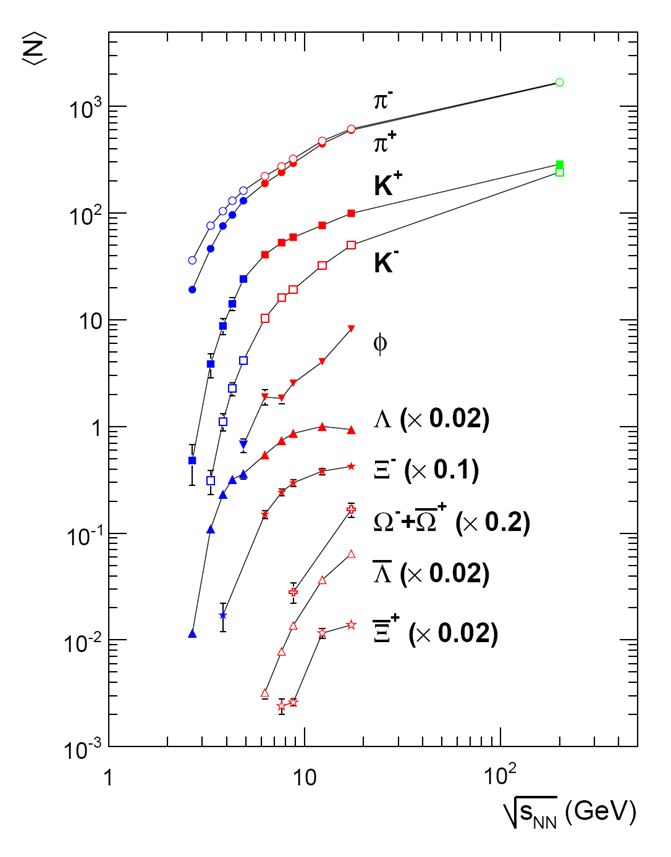 ⟨N⟩
10³
10²
10
1
10⁻¹
10⁻²
10⁻³
π⁻
π⁺
K⁺
K⁻
ϕ
Λ (× 0.02)
Ξ⁻ (× 0.1)
Ω⁻+Ω̅⁺ (× 0.2)
Λ̅ (× 0.02)
Ξ̅⁺ (× 0.02)
1 10 10²
√sNN (GeV)